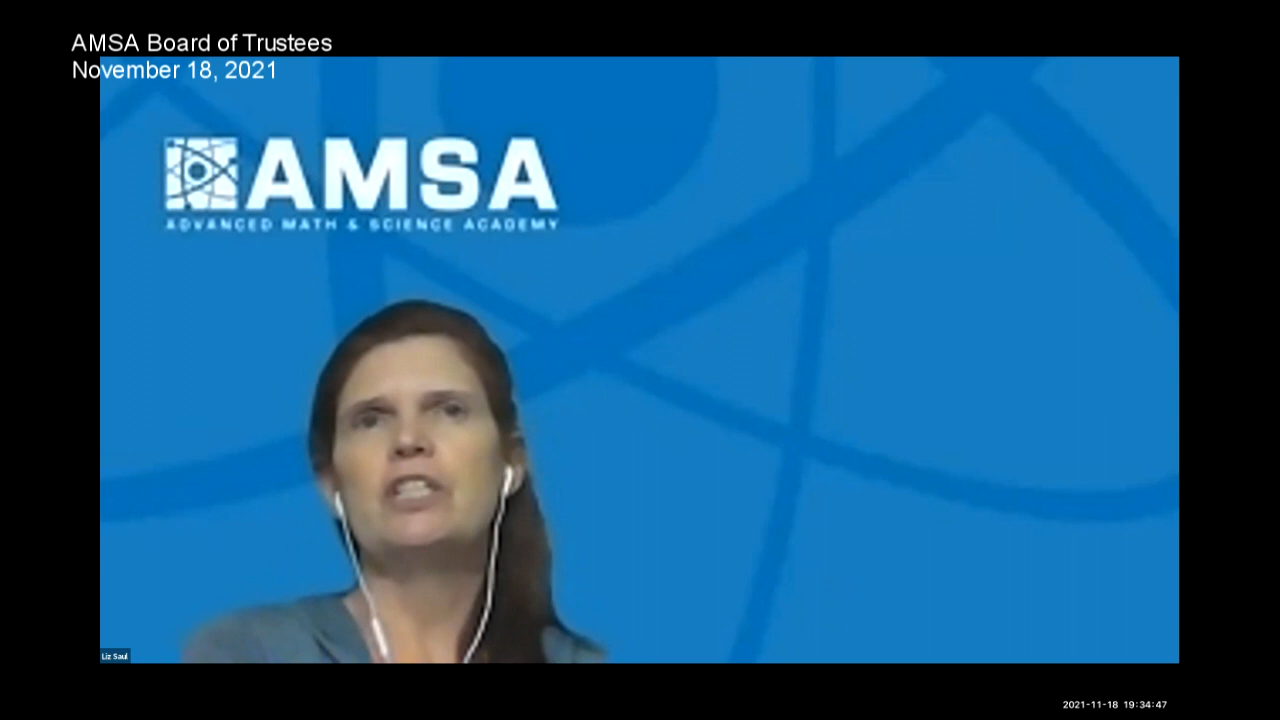 AMSA Board of Trustees
November 18, 2021
AMSA
ADVANCED MATH & SCIENCE ACADEMY
Liz Saul
2021-11-18 19:34:47